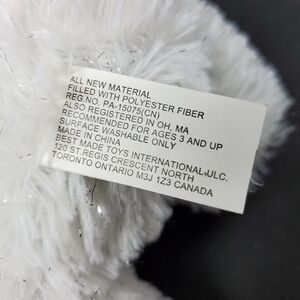 ALL NEW MATERIAL
FILLED WITH POLYESTER FIBER
REG.NO. PA-15075(CN)
ALSO REGISTERED IN OH, MA
RECOMMENDED FOR AGES 3 AND UP
SURFACE WASHABLE ONLY
MADE IN CHINA
BEST MADE TOYS INTERNATIONAL,ULC.
120 ST.REGIS CRESCENT NORTH
TORONTO ONTARIO M3J 1Z3 CANADA